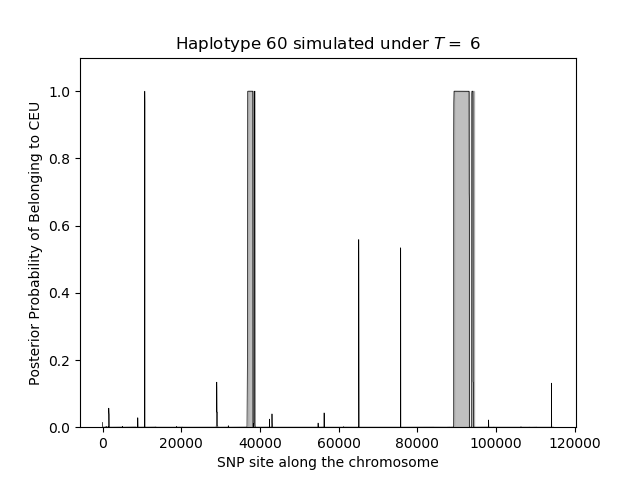 Haplotype 60 simulated under T = 6
Posterior Probability of Belonging to CEU
1.0
0.8
0.6
0.4
0.2
0.0
0 20000 40000 60000 80000 100000 120000
SNP site along the chromosome